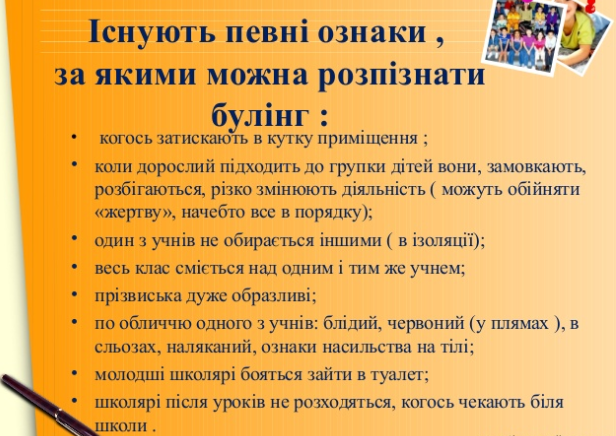 Існують певні ознаки ,
за якими можна розпізнати
булінг :
• когось затискають в кутку приміщення ;
• коли дорослий підходить до групки дітей вони, замовкають,
розбігаються, різко змінюють діяльність ( можуть обійняти
«жертву», начебто все в порядку);
• один з учнів не обирається іншими ( в ізоляції);
• весь клас сміється над одним і тим же учнем;
• прізвиська дуже образливі;
• по обличчю одного з учнів: блідий, червоний (у плямах ), в
сльозах, наляканий, ознаки насильства на тілі;
• молодші школярі бояться зайти в туалет;
• школярі після уроків не розходяться, когось чекають біля
школи .